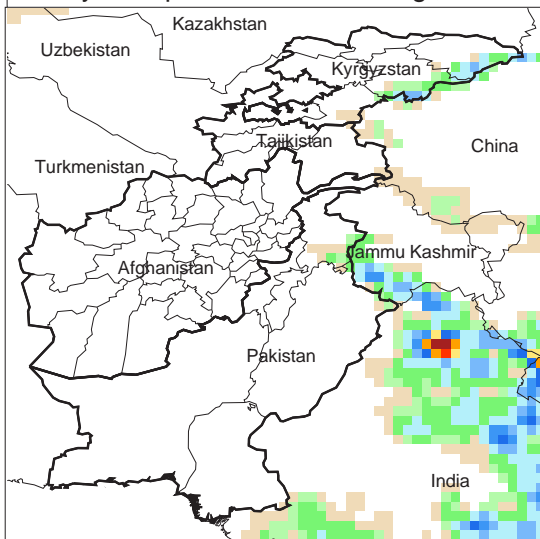 Kazakhstan
Uzbekistan
Kyrgyzstan
Tajikistan
China
Turkmenistan
Jammu Kashmir
Afghanistan
Pakistan
India